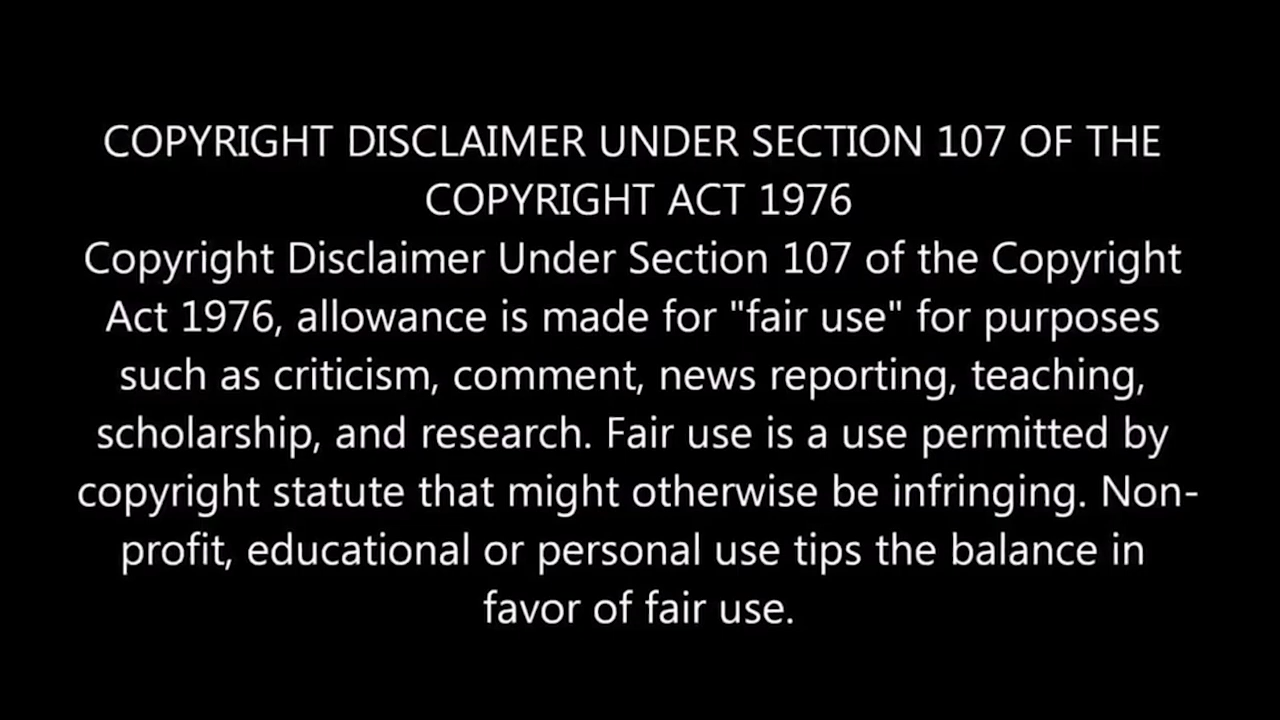 COPYRIGHT DISCLAIMER UNDER SECTION 107 OF THE
COPYRIGHT ACT 1976
Copyright Disclaimer Under Section 107 of the Copyright
Act 1976, allowance is made for "fair use" for purposes
such as criticism, comment, news reporting, teaching,
scholarship, and research. Fair use is a use permitted by
copyright statute that might otherwise be infringing. Non-
profit, educational or personal use tips the balance in
favor of fair use.